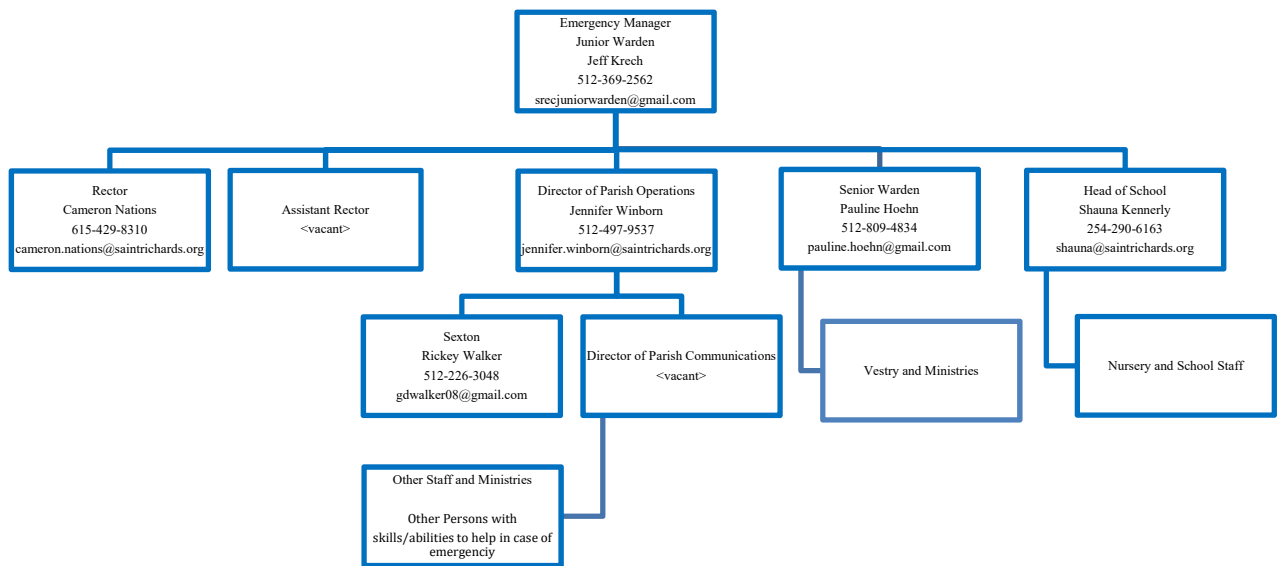 Emergency Manager
Junior Warden
Jeff Krech
512-369-2562
srecjuniorwarden@gmail.com
Rector
Cameron Nations
615-429-8310
cameron.nations@saintrichards.org
Assistant Rector
<vacant>
Director of Parish Operations
Jennifer Winborn
512-497-9537
jennifer.winborn@saintrichards.org
Senior Warden
Pauline Hoehn
512-809-4834
pauline.hoehn@gmail.com
Head of School
Shauna Kennerly
254-290-6163
shauna@saintrichards.org
Sexton
Rickey Walker
512-226-3048
gdwalker08@gmail.com
Director of Parish Communications
<vacant>
Vestry and Ministries
Nursery and School Staff
Other Staff and Ministries
Other Persons with
skills/abilities to help in case of
emergenciy